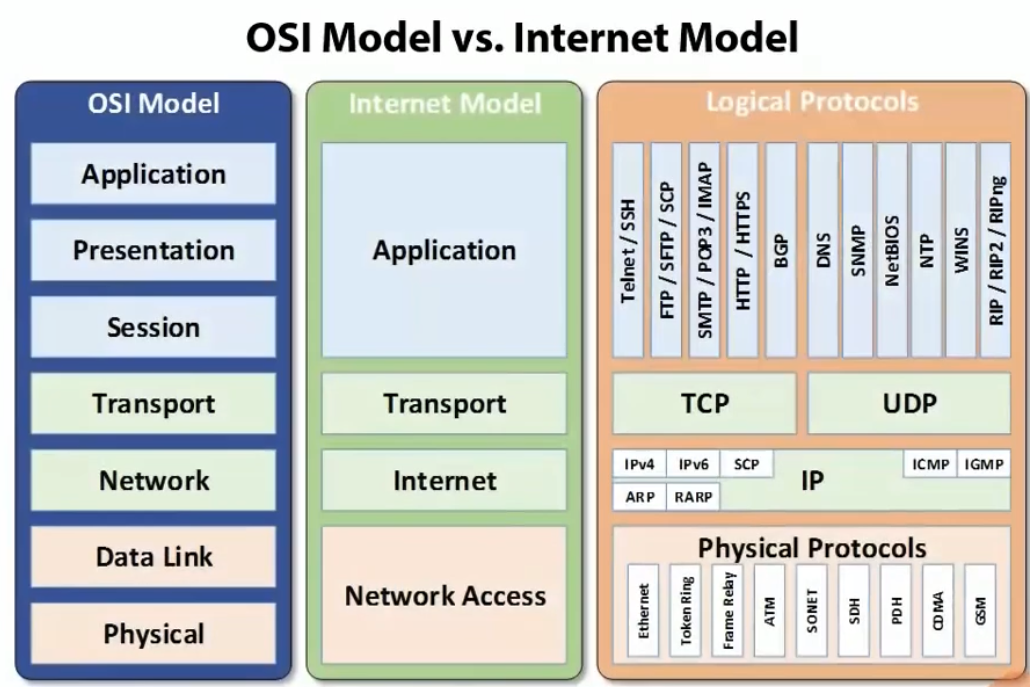 OSI Model vs. Internet Model
OSI Model
Application
Presentation
Session
Transport
Network
Data Link
Physical
Internet Model
Application
Transport
Internet
Network Access
Logical Protocols
Telnet / SSH
FTP / SFTP / SCP
SMTP / POP3 / IMAP
HTTP / HTTPS
BGP
DNS
SNMP
NetBIOS
NTP
WINS
RIP / RIP2 / RIPng
TCP
UDP
IPv4
IPv6
SCP
IP
ICMP
IGMP
ARP
RARP
Physical Protocols
Ethernet
Token Ring
Frame Relay
ATM
SONET
SDH
PDH
CDMA
GSM